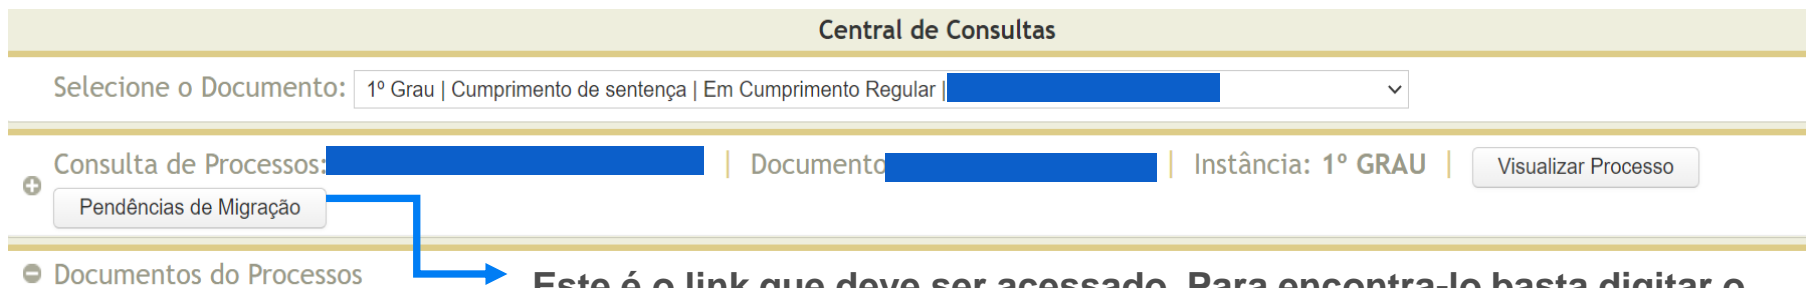 Central de Consultas
Selecione o Documento: 1º Grau | Cumprimento de sentença | Em Cumprimento Regular |
Consulta de Processos: | Documento | Instância: 1º GRAU | Visualizar Processo
Pendências de Migração
Documentos do Processos
Este é o link que deve ser acessado. Para encontra-lo basta digitar o